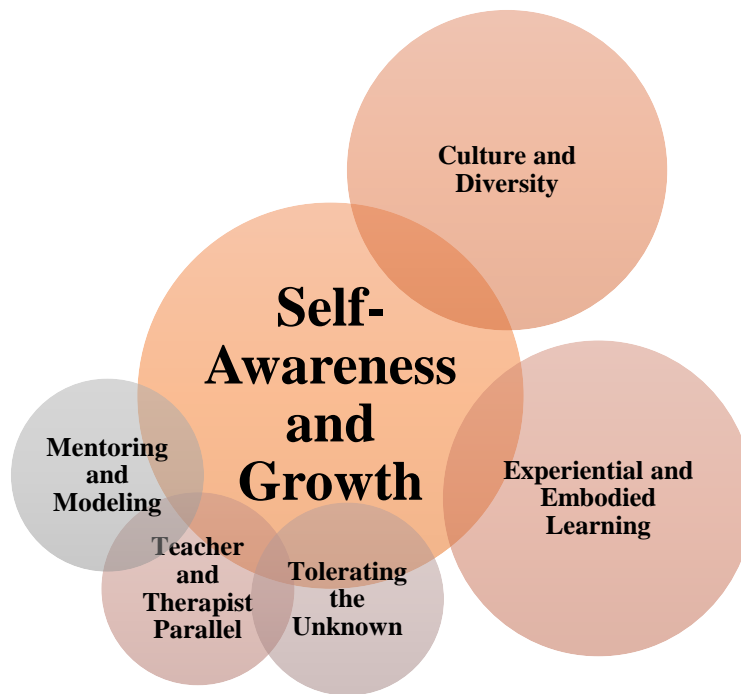 Culture and
Diversity
Self-
Awareness
and
Growth
Mentoring
and
Modeling
Experiential and
Embodied
Learning
Teacher
and
Therapist
Parallel
Tolerating
the
Unknown